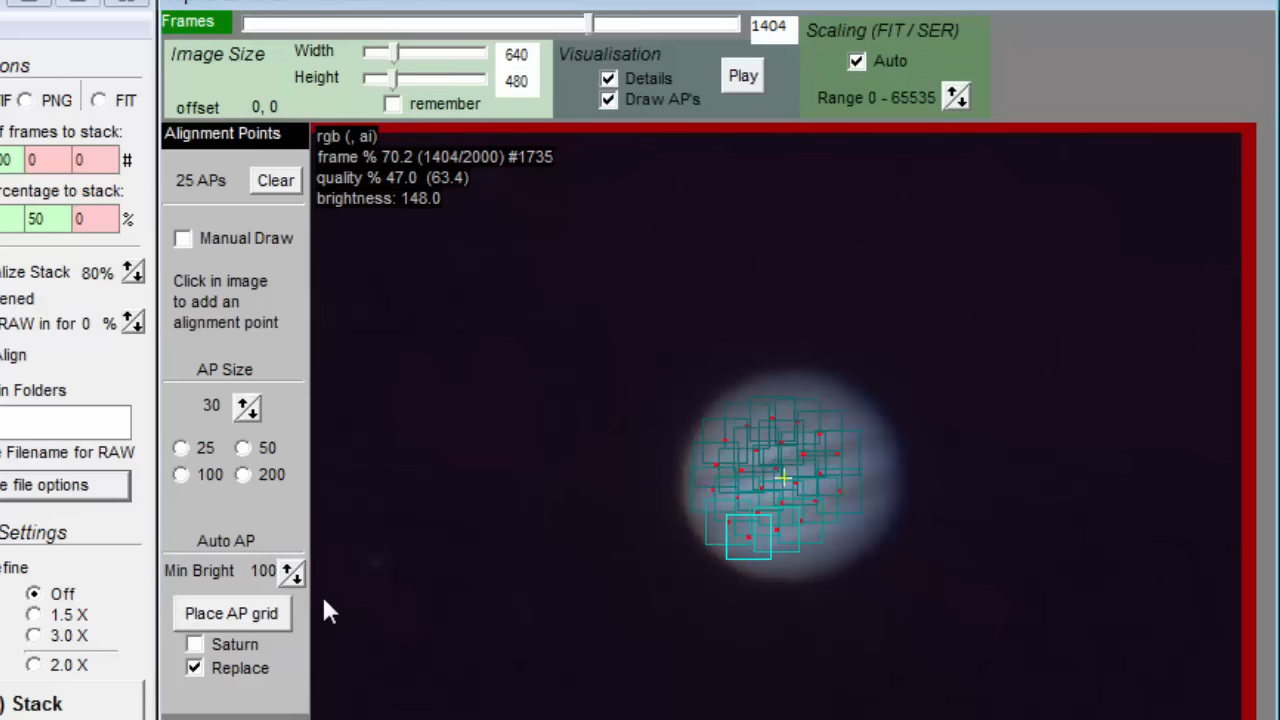 Frames
1404
Image Size
Width
640
Height
480
offset 0, 0
remember
Visualisation
Details
Draw AP's
Play
Scaling (FIT / SER)
Auto
Range 0 - 65535
ons
IF PNG FIT
f frames to stack:
00 0 0 #
rcentage to stack:
50 0 %
lize Stack 80%
ened
RAW in for 0 %
lign
n Folders
e Filename for RAW
e file options
Settings
efine
Off
1.5 X
3.0 X
2.0 X
) Stack
Alignment Points
25 APs
Clear
Manual Draw
Click in image
to add an
alignment point
AP Size
30
25 50
100 200
Auto AP
Min Bright 100
Place AP grid
Saturn
Replace
rgb (, ai)
frame % 70.2 (1404/2000) #1735
quality % 47.0 (63.4)
brightness: 148.0